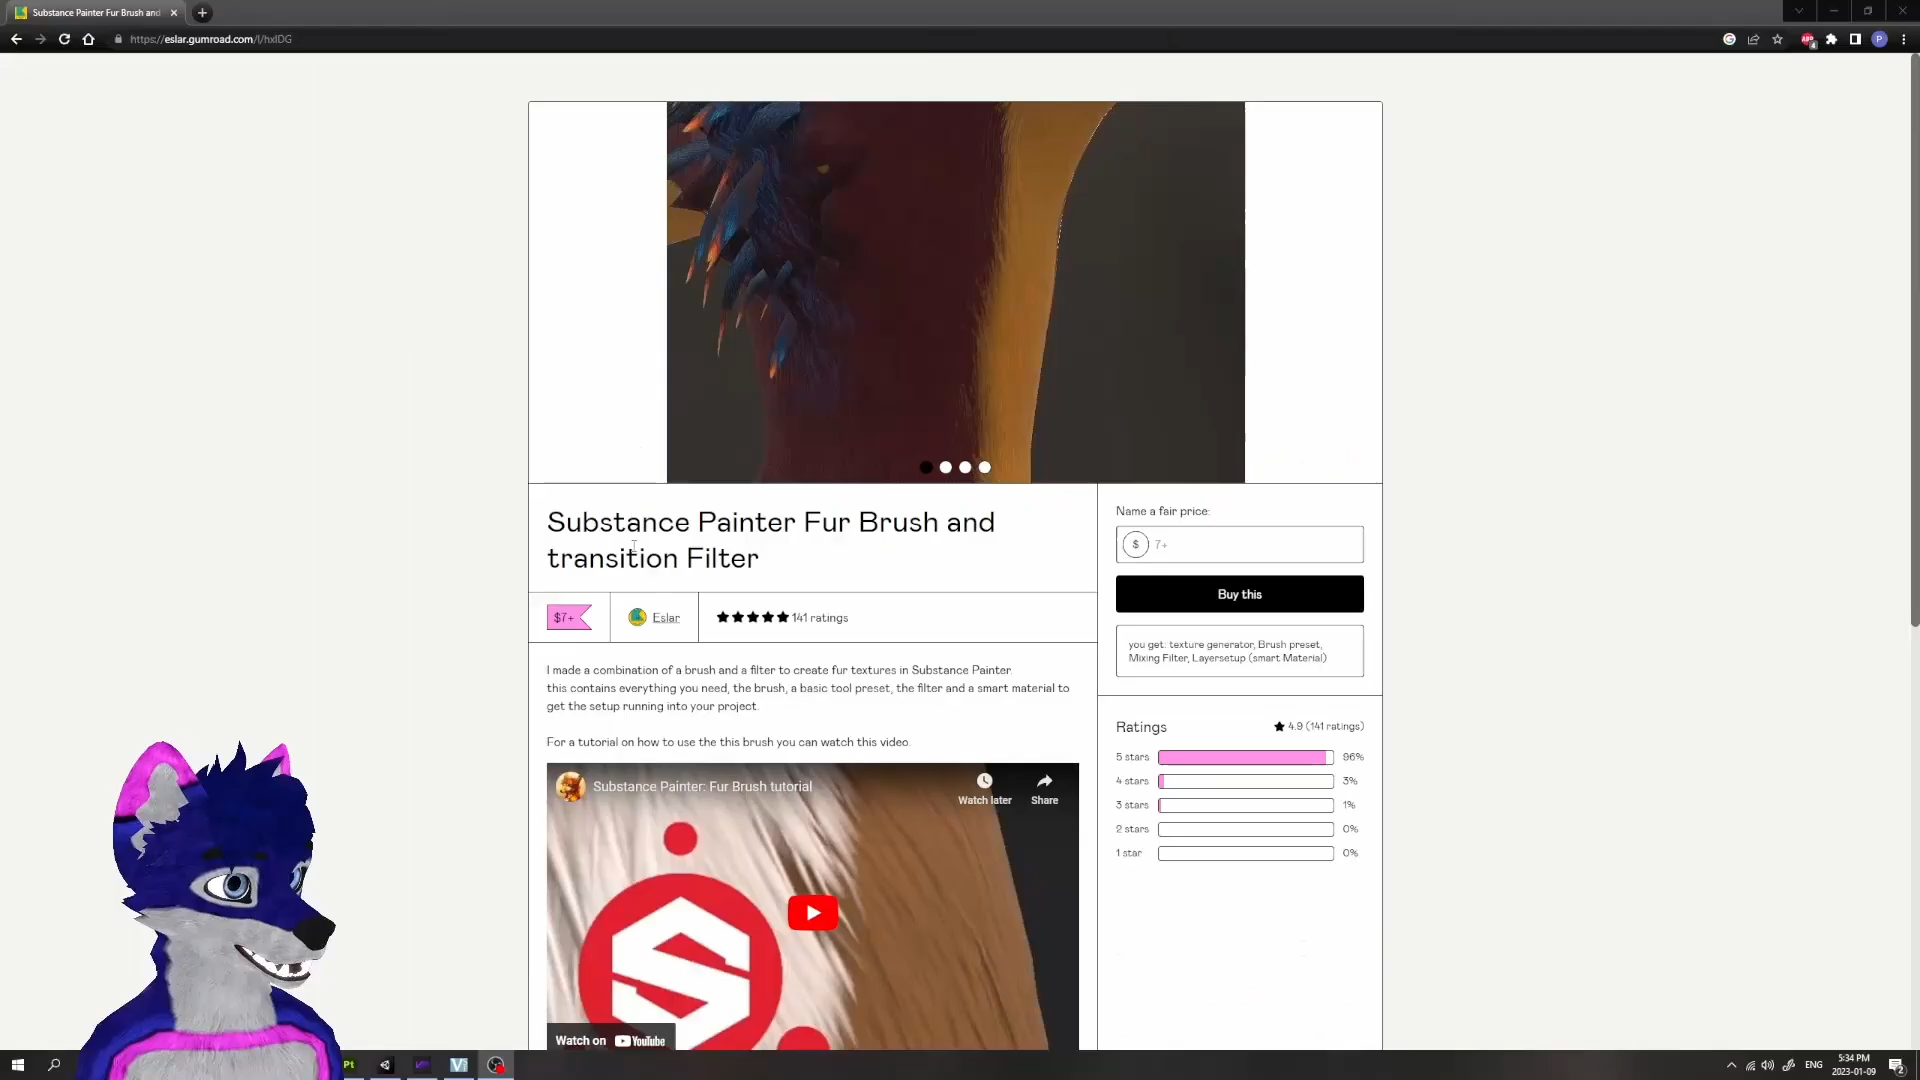 Substance Painter Fur Brush and
https://eslar.gumroad.com/l/hxIDG
P
Substance Painter Fur Brush and
transition Filter
$7+
Eslar
141 ratings
I made a combination of a brush and a filter to create fur textures in Substance Painter.
this contains everything you need, the brush, a basic tool preset, the filter and a smart material to
get the setup running into your project.
For a tutorial on how to use the this brush you can watch this video.
Substance Painter: Fur Brush tutorial
Watch later
Share
Watch on YouTube
Name a fair price:
$ 7+
Buy this
you get: texture generator, Brush preset,
Mixing Filter, Layersetup (smart Material)
Ratings
4.9 (141 ratings)
5 stars 96%
4 stars 3%
3 stars 1%
2 stars 0%
1 star 0%
Pt
ENG
5:34 PM
2023-01-09
2